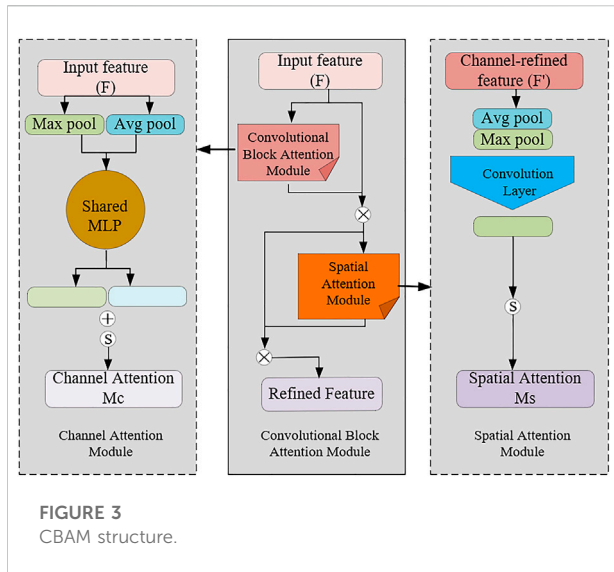 Input feature
(F)
Max pool
Avg pool
Shared
MLP
+
S
Channel Attention
Mc
Channel Attention
Module
Input feature
(F)
Convolutional
Block Attention
Module
×
Spatial
Attention
Module
×
Refined Feature
Convolutional Block
Attention Module
Channel-refined
feature (F')
Avg pool
Max pool
Convolution
Layer
S
Spatial Attention
Ms
Spatial Attention
Module
FIGURE 3
CBAM structure.